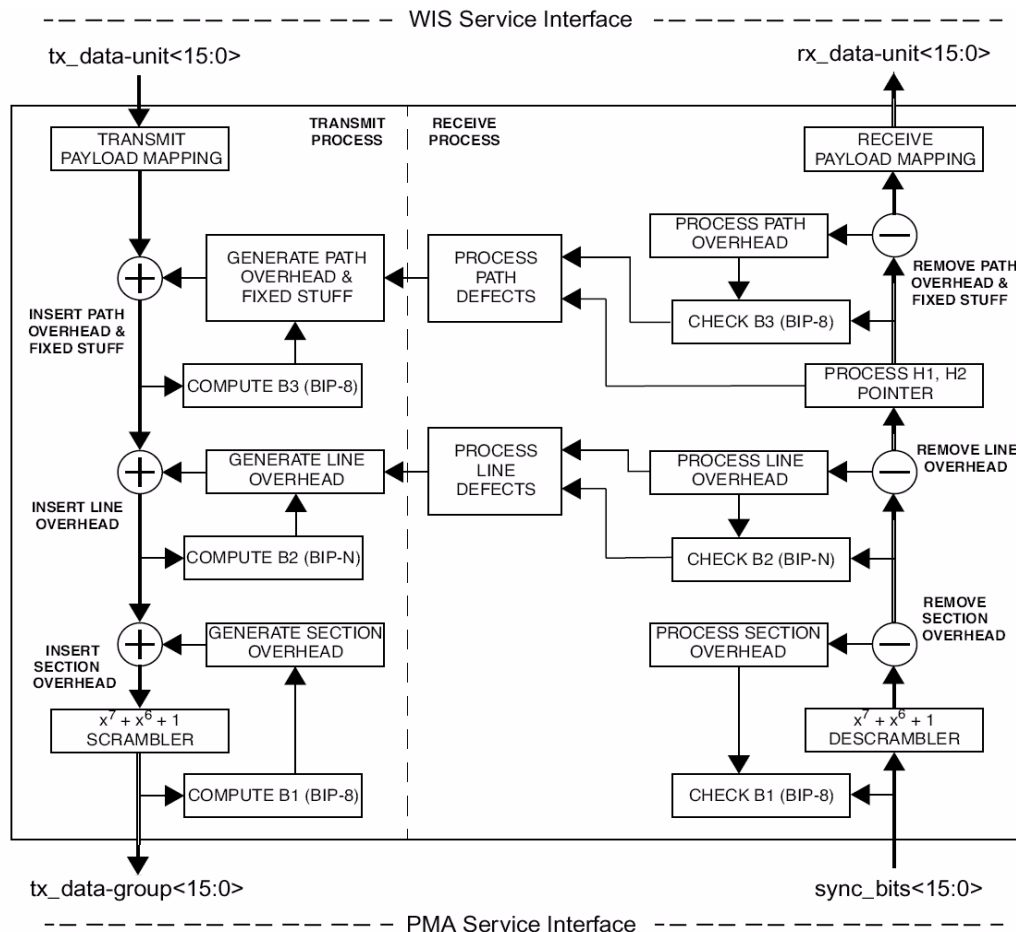 WIS Service Interface
tx_data-unit<15:0>
rx_data-unit<15:0>
TRANSMIT
PROCESS
RECEIVE
PROCESS
TRANSMIT
PAYLOAD MAPPING
RECEIVE
PAYLOAD MAPPING
GENERATE PATH
OVERHEAD &
FIXED STUFF
PROCESS
PATH
DEFECTS
PROCESS PATH
OVERHEAD
REMOVE PATH
OVERHEAD &
FIXED STUFF
INSERT PATH
OVERHEAD &
FIXED STUFF
CHECK B3 (BIP-8)
COMPUTE B3 (BIP-8)
PROCESS H1, H2
POINTER
GENERATE LINE
OVERHEAD
PROCESS
LINE
DEFECTS
PROCESS LINE
OVERHEAD
REMOVE LINE
OVERHEAD
INSERT LINE
OVERHEAD
COMPUTE B2 (BIP-N)
CHECK B2 (BIP-N)
REMOVE
SECTION
OVERHEAD
GENERATE SECTION
OVERHEAD
PROCESS SECTION
OVERHEAD
INSERT
SECTION
OVERHEAD
x⁷ + x⁶ + 1
SCRAMBLER
x⁷ + x⁶ + 1
DESCRAMBLER
COMPUTE B1 (BIP-8)
CHECK B1 (BIP-8)
tx_data-group<15:0>
sync_bits<15:0>
PMA Service Interface